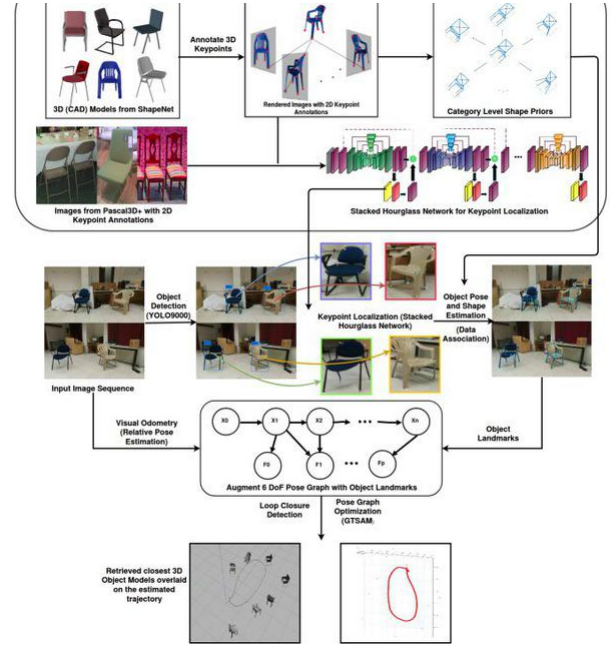 Annotate 3D
Keypoints
3D (CAD) Models from ShapeNet
Rendered Images with 2D Keypoint
Annotations
Category Level Shape Priors
Images from Pascal3D+ with 2D
Keypoint Annotations
Stacked Hourglass Network for Keypoint Localization
Object
Detection
(YOLO9000)
Keypoint Localization (Stacked
Hourglass Network)
Object Pose
and Shape
Estimation
(Data
Association)
Input Image Sequence
Visual Odometry
(Relative Pose
Estimation)
X0
X1
X2
Xn
F0
F1
Fp
Augment 6 DoF Pose Graph with Object Landmarks
Object
Landmarks
Loop Closure
Detection
Pose Graph
Optimization
(GTSAM)
Retrieved closest 3D
Object Models overlaid
on the estimated
trajectory